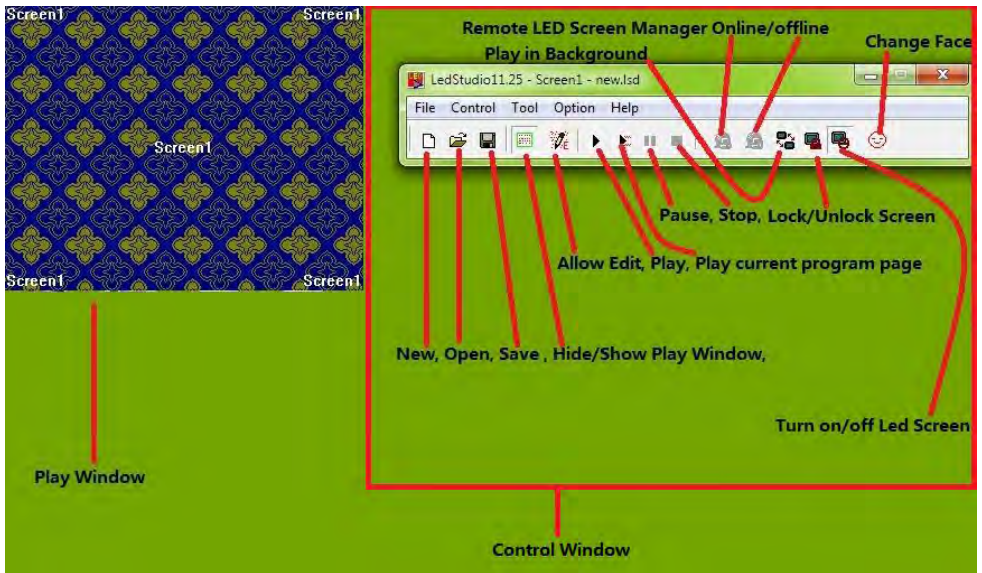 Screen1
Screen1
Screen1
Screen1
Screen1
Play Window
Remote LED Screen Manager Online/offline
Play in Background
Change Face
LedStudio11.25 - Screen1 - new.lsd
File Control Tool Option Help
Pause, Stop, Lock/Unlock Screen
Allow Edit, Play, Play current program page
New, Open, Save , Hide/Show Play Window,
Turn on/off Led Screen
Control Window